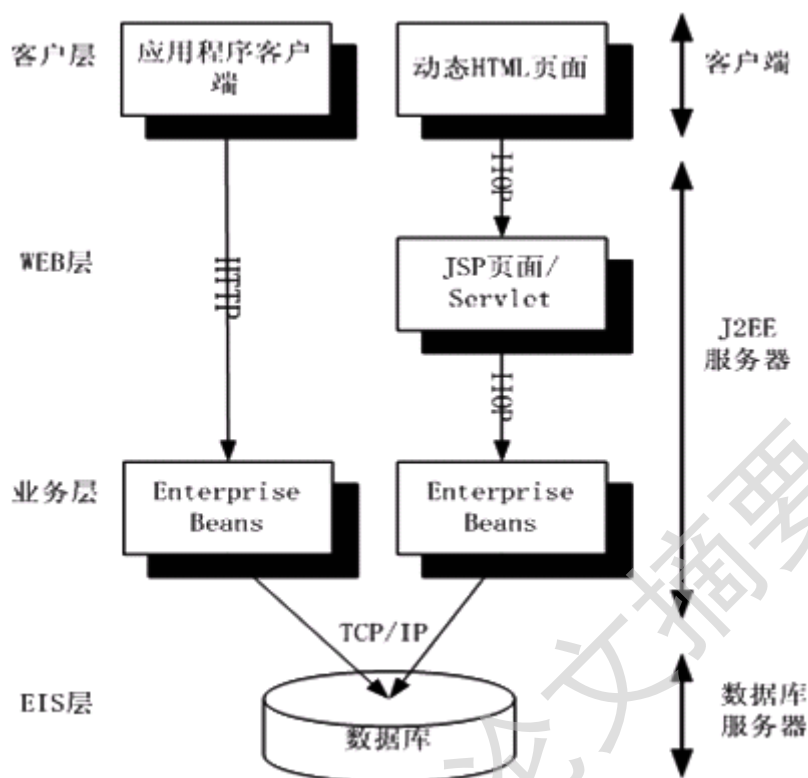 客户层
应用程序客户
端
动态HTML页面
客户端
IIOP
WEB层
HTTP
JSP页面/
Servlet
J2EE
服务器
IIOP
业务层
Enterprise
Beans
Enterprise
Beans
TCP/IP
EIS层
数据库
数据库
服务器
论文摘要